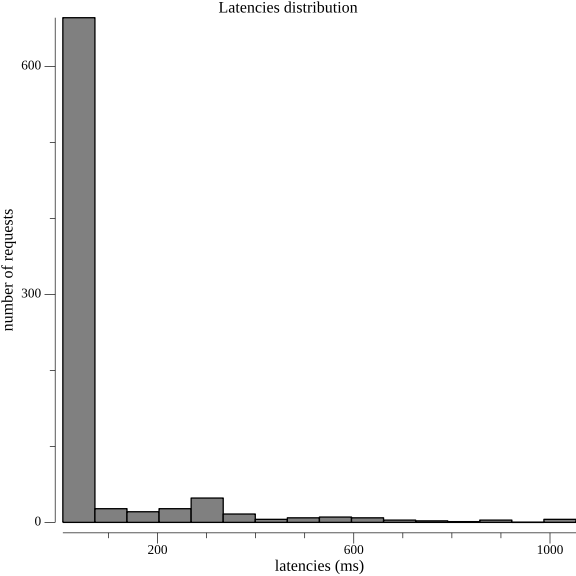 Latencies distribution
600
300
0
number of requests
200
600
1000
latencies (ms)